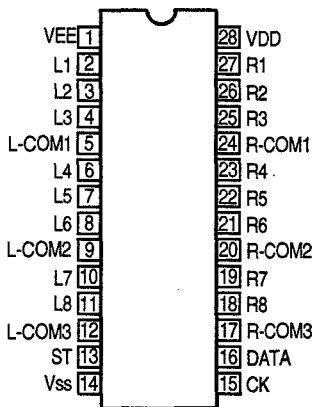 VEE 1 28 VDD
L1 2 27 R1
L2 3 26 R2
L3 4 25 R3
L-COM1 5 24 R-COM1
L4 6 23 R4
L5 7 22 R5
L6 8 21 R6
L-COM2 9 20 R-COM2
L7 10 19 R7
L8 11 18 R8
L-COM3 12 17 R-COM3
ST 13 16 DATA
Vss 14 15 CK